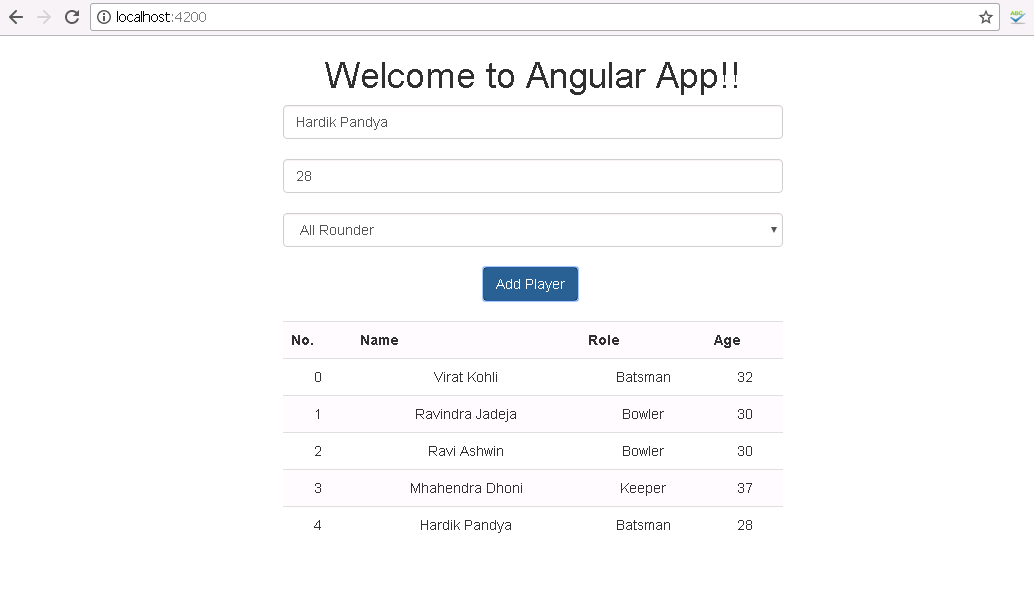 localhost:4200
ABC
Welcome to Angular App!!
Hardik Pandya
28
All Rounder
Add Player
No. Name Role Age
0 Virat Kohli Batsman 32
1 Ravindra Jadeja Bowler 30
2 Ravi Ashwin Bowler 30
3 Mhahendra Dhoni Keeper 37
4 Hardik Pandya Batsman 28